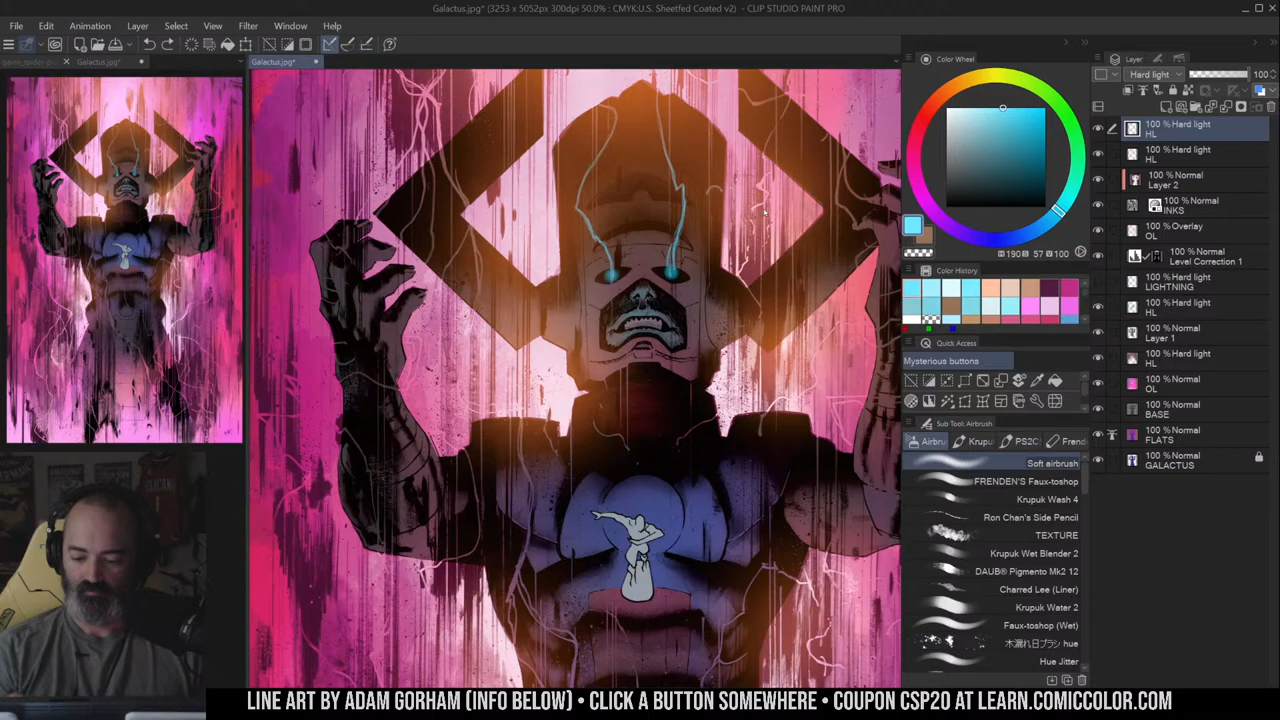 Galactus.jpg* (3253 x 5052px 300dpi 50.0% : CMYK:U.S. Sheetfed Coated v2) - CLIP STUDIO PAINT PRO
File Edit Animation Layer Select View Filter Window Help
Galactus.jpg*
Galactus.jpg*
Color Wheel
H 190 S 57 V 100
Color History
Quick Access
Mysterious buttons
Sub Tool: Airbrush
Airbru Krupu PS2C Frend
Soft airbrush
FRENDEN'S Faux-toshop
Krupuk Wash 4
Ron Chan's Side Pencil
TEXTURE
Krupuk Wet Blender 2
DAUB® Pigmento Mk2 12
Charred Lee (Liner)
Krupuk Water 2
Faux-toshop (Wet)
木漏れ日ブラシ hue
Hue Jitter
Layer
Hard light 100
100 % Hard light
HL
100 % Hard light
HL
100 % Normal
Layer 2
100 % Normal
INKS
100 % Overlay
OL
100 % Normal
Level Correction 1
100 % Hard light
LIGHTNING
100 % Hard light
HL
100 % Normal
Layer 1
100 % Hard light
HL
100 % Normal
OL
100 % Normal
BASE
100 % Normal
FLATS
100 % Normal
GALACTUS
LINE ART BY ADAM GORHAM (INFO BELOW) • CLICK A BUTTON SOMEWHERE • COUPON CSP20 AT LEARN.COMICCOLOR.COM